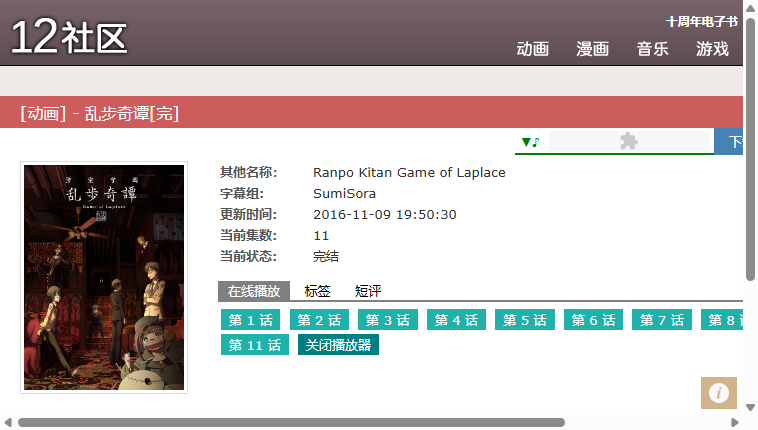 12社区
十周年电子书
动画 漫画 音乐 游戏
[动画] - 乱步奇谭[完]
▼♪
其他名称: Ranpo Kitan Game of Laplace
字幕组: SumiSora
更新时间: 2016-11-09 19:50:30
当前集数: 11
当前状态: 完结
乱步奇譚
Game of Laplace
在线播放 标签 短评
第 1 话 第 2 话 第 3 话 第 4 话 第 5 话 第 6 话 第 7 话 第 8
第 11 话 关闭播放器